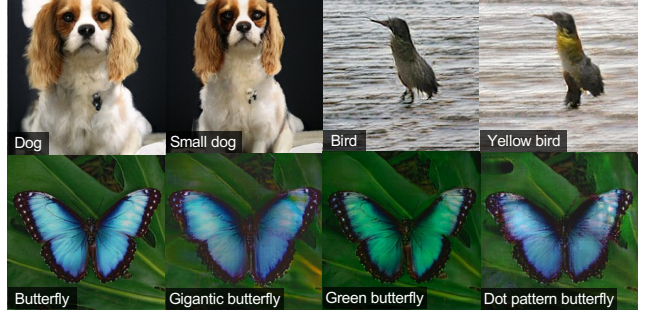 Dog
Small dog
Bird
Yellow bird
Butterfly
Gigantic butterfly
Green butterfly
Dot pattern butterfly